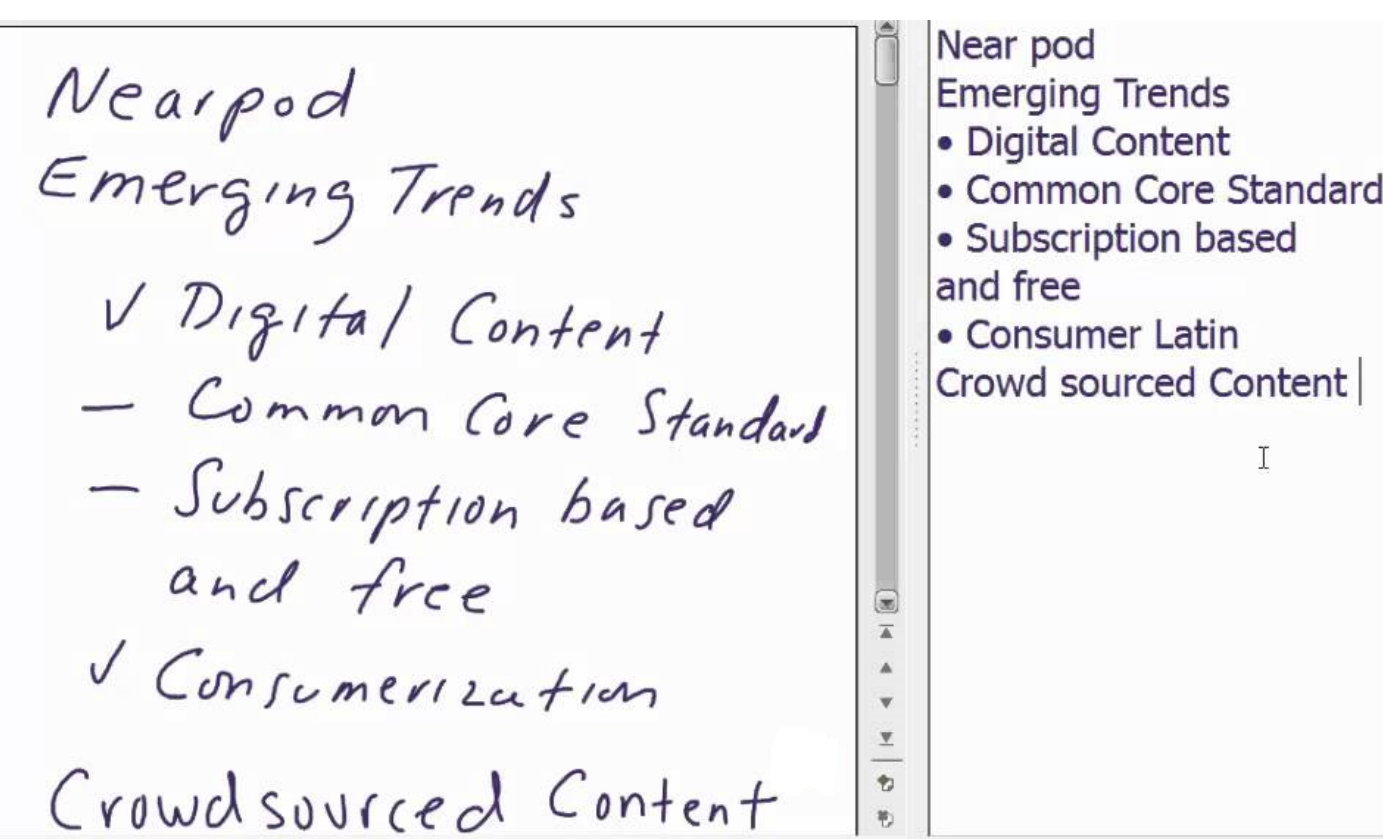 Nearpod
Emerging Trends
✓ Digital Content
— Common Core Standard
— Subscription based
and free
✓ Consumerization
Crowdsourced Content
Near pod
Emerging Trends
• Digital Content
• Common Core Standard
• Subscription based
and free
• Consumer Latin
Crowd sourced Content